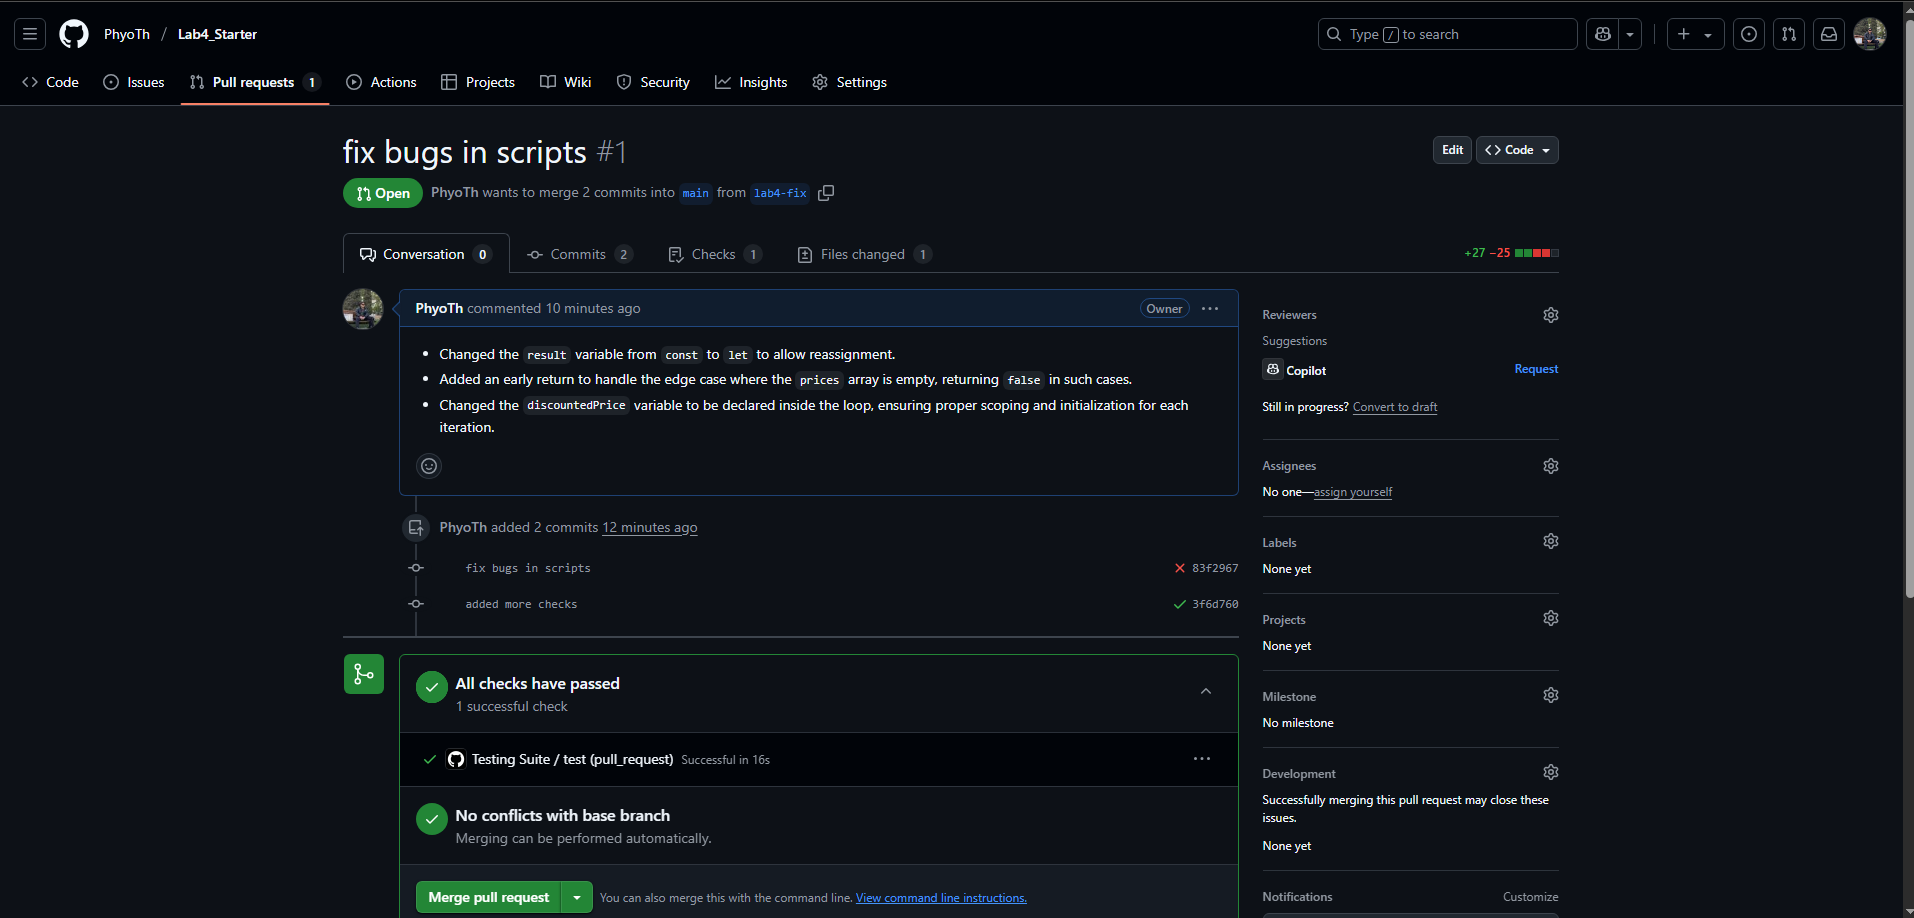 PhyoTh / Lab4_Starter
Type / to search
Code
Issues
Pull requests 1
Actions
Projects
Wiki
Security
Insights
Settings
fix bugs in scripts #1
Edit
Code
Open
PhyoTh wants to merge 2 commits into main from lab4-fix
Conversation 0
Commits 2
Checks 1
Files changed 1
+27 −25
PhyoTh commented 10 minutes ago
Owner
Changed the result variable from const to let to allow reassignment.
Added an early return to handle the edge case where the prices array is empty, returning false in such cases.
Changed the discountedPrice variable to be declared inside the loop, ensuring proper scoping and initialization for each
iteration.
PhyoTh added 2 commits 12 minutes ago
fix bugs in scripts
83f2967
added more checks
3f6d760
All checks have passed
1 successful check
Testing Suite / test (pull_request) Successful in 16s
No conflicts with base branch
Merging can be performed automatically.
Merge pull request
You can also merge this with the command line. View command line instructions.
Reviewers
Suggestions
Copilot
Request
Still in progress? Convert to draft
Assignees
No one—assign yourself
Labels
None yet
Projects
None yet
Milestone
No milestone
Development
Successfully merging this pull request may close these
issues.
None yet
Notifications
Customize